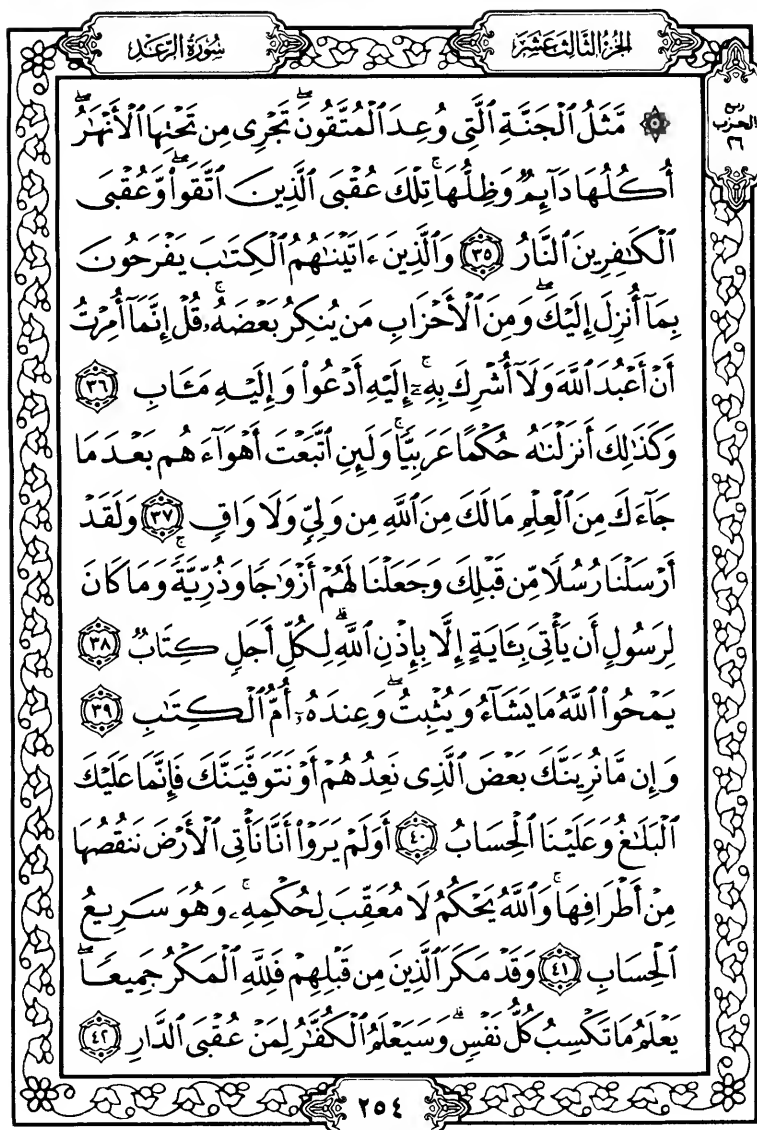 الجزء الثالث عشر
سورة الرعد
ربع
الحزب
٢٦
۞ مَّثَلُ ٱلْجَنَّةِ ٱلَّتِى وُعِدَ ٱلْمُتَّقُونَۖ تَجْرِى مِن تَحْتِهَا ٱلْأَنْهَٰرُۖ
أُكُلُهَا دَآئِمٌ وَظِلُّهَاۚ تِلْكَ عُقْبَى ٱلَّذِينَ ٱتَّقَوا۟ۖ وَّعُقْبَى
ٱلْكَٰفِرِينَ ٱلنَّارُ ٣٥ وَٱلَّذِينَ ءَاتَيْنَٰهُمُ ٱلْكِتَٰبَ يَفْرَحُونَ
بِمَآ أُنزِلَ إِلَيْكَۖ وَمِنَ ٱلْأَحْزَابِ مَن يُنكِرُ بَعْضَهُۥۚ قُلْ إِنَّمَآ أُمِرْتُ
أَنْ أَعْبُدَ ٱللَّهَ وَلَآ أُشْرِكَ بِهِۦٓۚ إِلَيْهِ أَدْعُوا۟ وَإِلَيْهِ مَـَٔابِ ٣٦
وَكَذَٰلِكَ أَنزَلْنَٰهُ حُكْمًا عَرَبِيًّاۚ وَلَئِنِ ٱتَّبَعْتَ أَهْوَآءَهُم بَعْدَمَا
جَآءَكَ مِنَ ٱلْعِلْمِ مَالَكَ مِنَ ٱللَّهِ مِن وَلِىٍّ وَلَا وَاقٍ ٣٧ وَلَقَدْ
أَرْسَلْنَا رُسُلًا مِّن قَبْلِكَ وَجَعَلْنَا لَهُمْ أَزْوَٰجًا وَذُرِّيَّةًۚ وَمَا كَانَ
لِرَسُولٍ أَن يَأْتِىَ بِـَٔايَةٍ إِلَّا بِإِذْنِ ٱللَّهِۗ لِكُلِّ أَجَلٍ كِتَابٌ ٣٨
يَمْحُوا۟ ٱللَّهُ مَا يَشَآءُ وَيُثْبِتُۖ وَعِندَهُۥٓ أُمُّ ٱلْكِتَٰبِ ٣٩
وَإِن مَّا نُرِيَنَّكَ بَعْضَ ٱلَّذِى نَعِدُهُمْ أَوْ نَتَوَفَّيَنَّكَ فَإِنَّمَا عَلَيْكَ
ٱلْبَلَٰغُ وَعَلَيْنَا ٱلْحِسَابُ ٤٠ أَوَلَمْ يَرَوْا۟ أَنَّا نَأْتِى ٱلْأَرْضَ نَنقُصُهَا
مِنْ أَطْرَافِهَاۚ وَٱللَّهُ يَحْكُمُ لَا مُعَقِّبَ لِحُكْمِهِۦۚ وَهُوَ سَرِيعُ
ٱلْحِسَابِ ٤١ وَقَدْ مَكَرَ ٱلَّذِينَ مِن قَبْلِهِمْ فَلِلَّهِ ٱلْمَكْرُ جَمِيعًاۖ
يَعْلَمُ مَا تَكْسِبُ كُلُّ نَفْسٍۗ وَسَيَعْلَمُ ٱلْكُفَّٰرُ لِمَنْ عُقْبَى ٱلدَّارِ ٤٢
٢٥٤